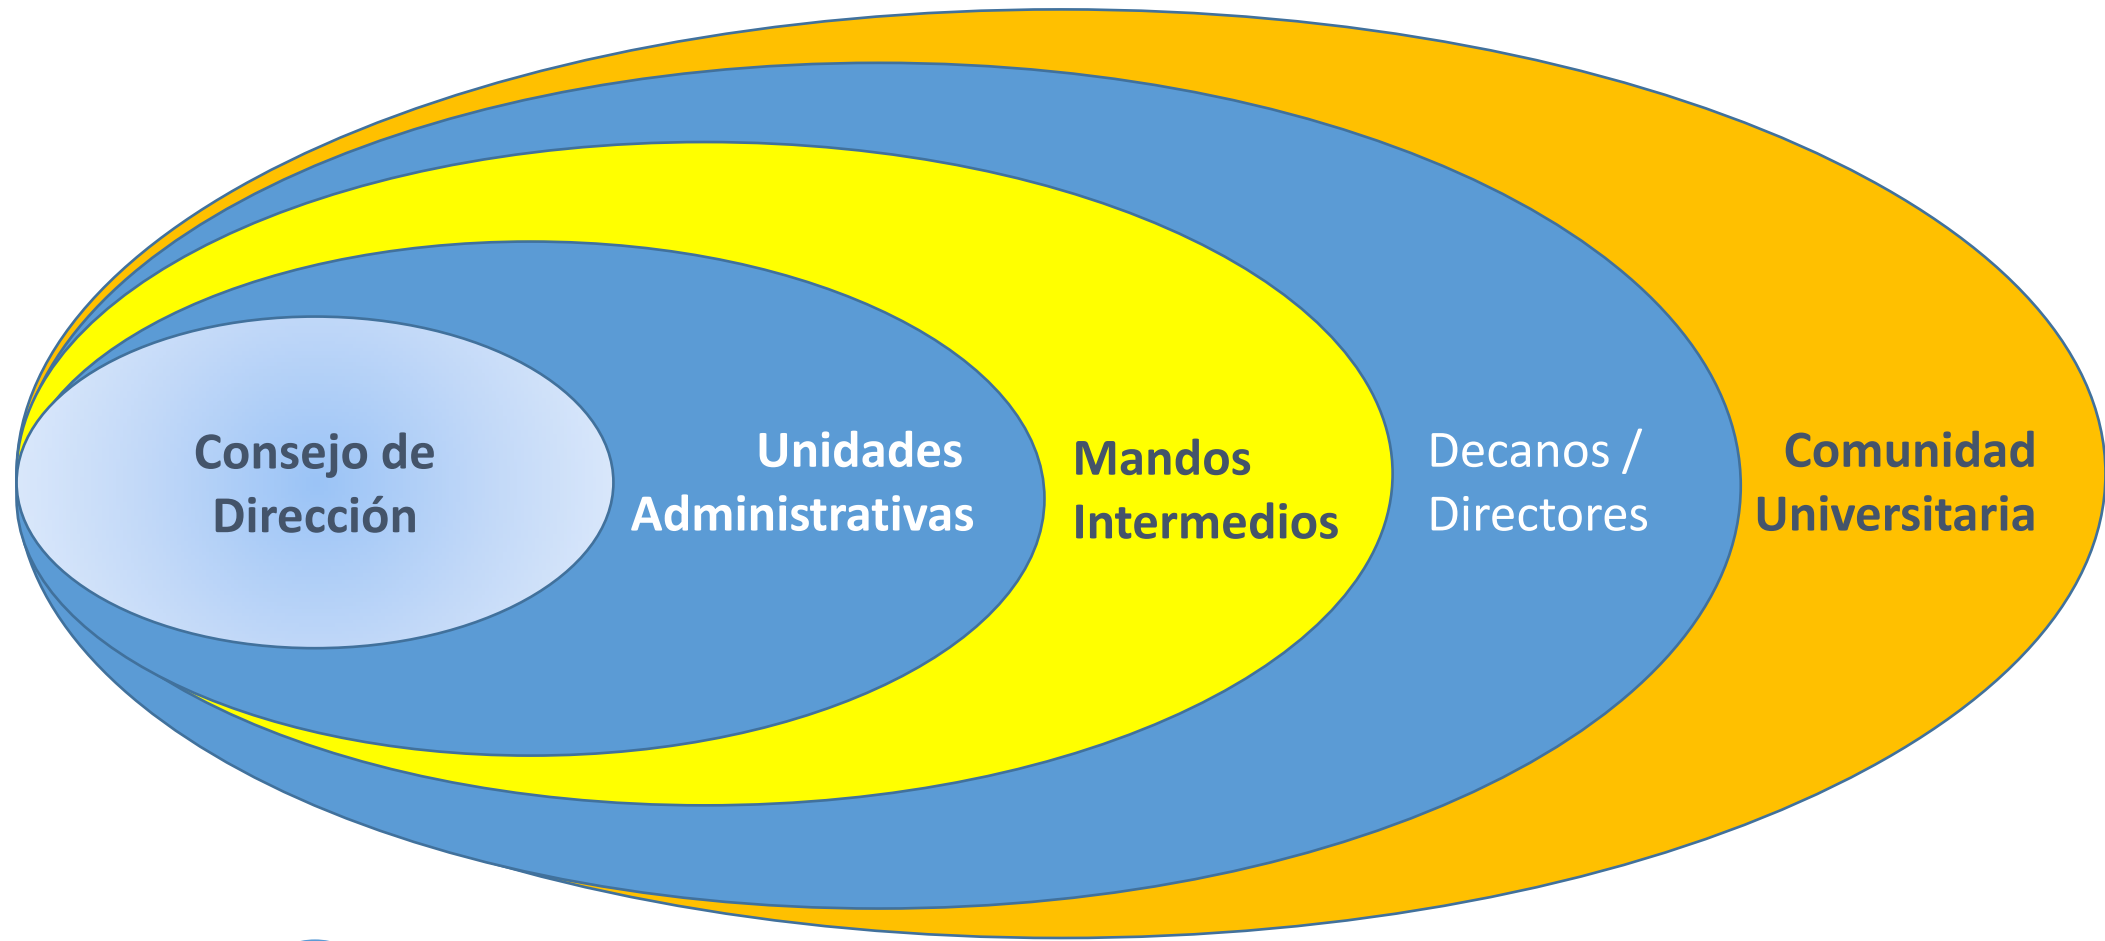 Consejo de
Dirección
Unidades
Administrativas
Mandos
Intermedios
Decanos /
Directores
Comunidad
Universitaria